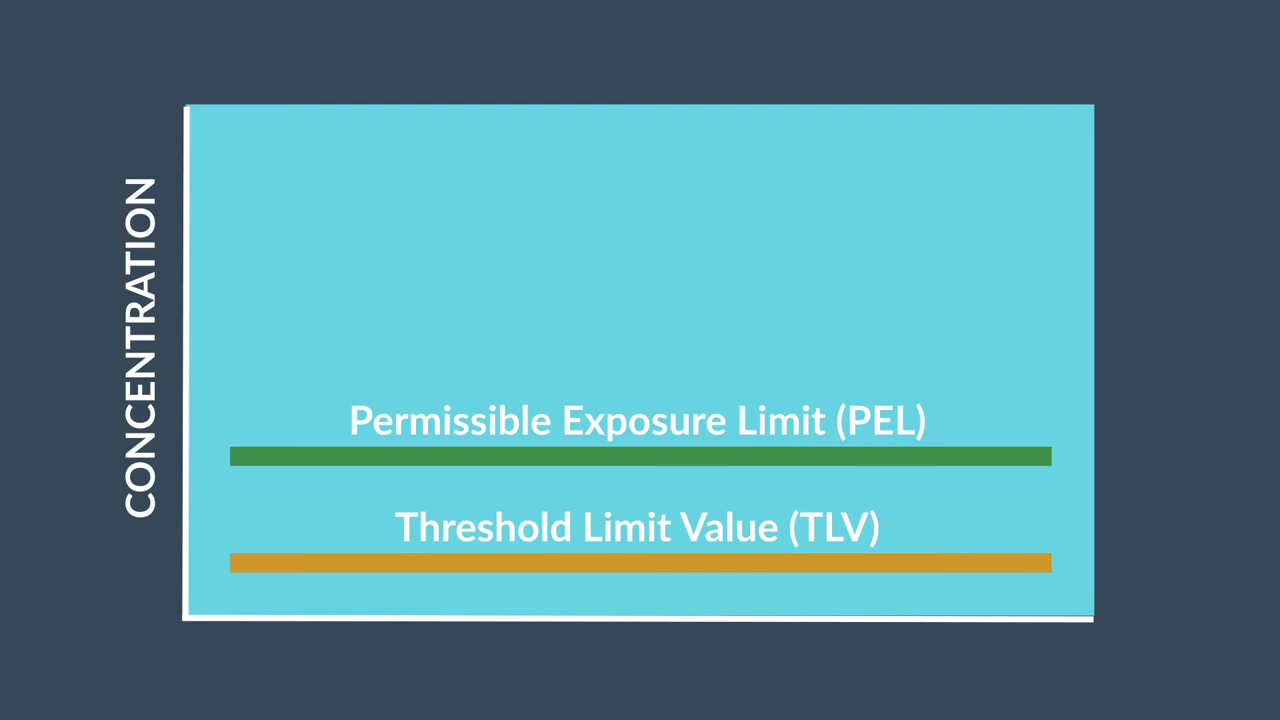 CONCENTRATION
Permissible Exposure Limit (PEL)
Threshold Limit Value (TLV)